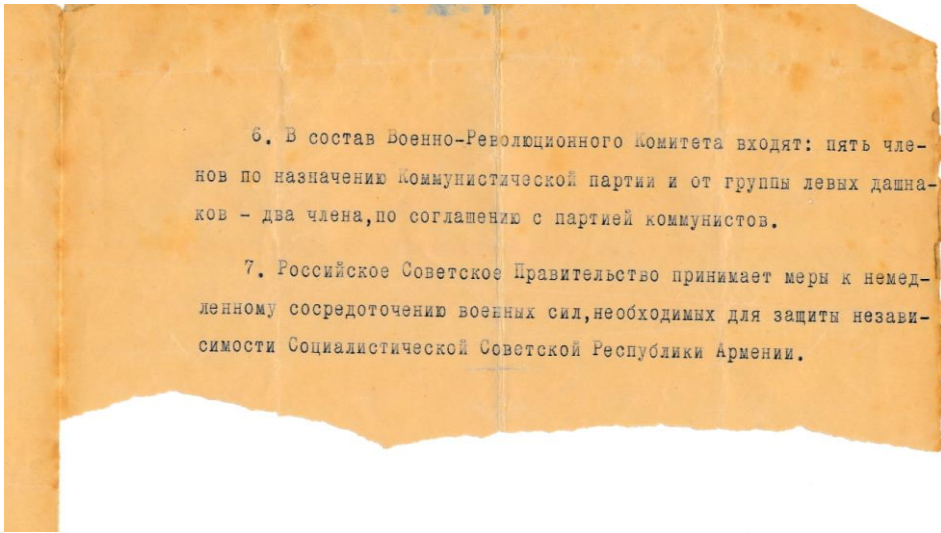 6. В состав Военно-Революционного Комитета входят: пять чле-
нов по назначению Коммунистической партии и от группы левых дашна-
ков - два члена,по соглашению с партией коммунистов.
7. Российское Советское Правительство принимает меры к немед-
ленному сосредоточению военных сил,необходимых для защиты незави-
симости Социалистической Советской Республики Армении.